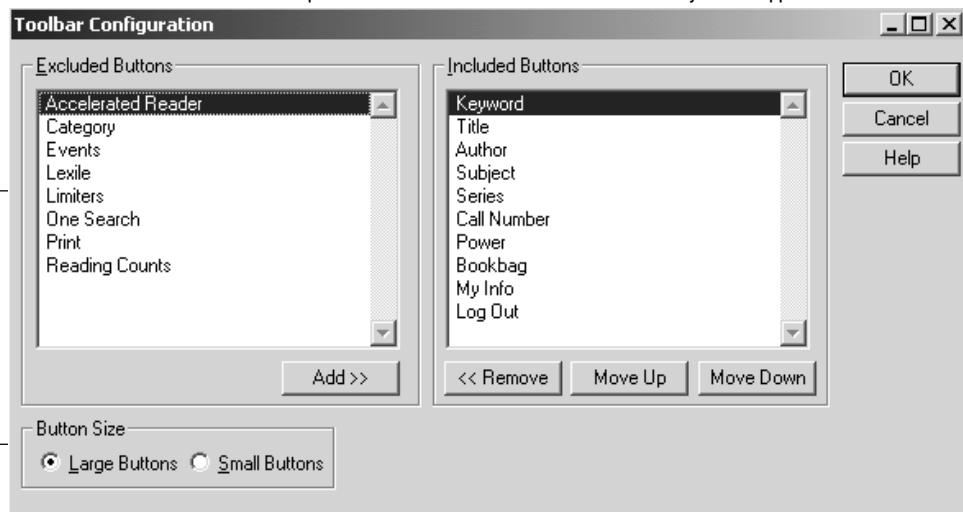 Toolbar Configuration
Excluded Buttons
Accelerated Reader
Category
Events
Lexile
Limiters
One Search
Print
Reading Counts
Add >>
Included Buttons
Keyword
Title
Author
Subject
Series
Call Number
Power
Bookbag
My Info
Log Out
<< Remove
Move Up
Move Down
OK
Cancel
Help
Button Size
Large Buttons
Small Buttons